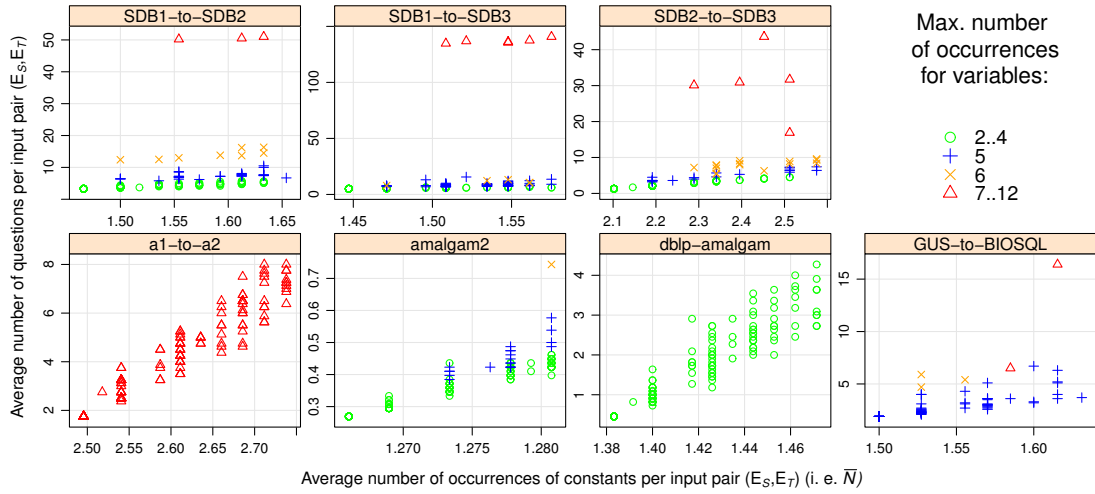 SDB1−to−SDB2
SDB1−to−SDB3
SDB2−to−SDB3
Max. number
of occurrences
for variables:
2..4
5
6
7..12
10 20 30 40 50
1.50 1.55 1.60 1.65
0 50 100
1.45 1.50 1.55
0 10 20 30 40
2.1 2.2 2.3 2.4 2.5
a1−to−a2
amalgam2
dblp−amalgam
GUS−to−BIOSQL
2 4 6 8
2.50 2.55 2.60 2.65 2.70
0.3 0.4 0.5 0.6 0.7
1.270 1.275 1.280
1 2 3 4
1.38 1.40 1.42 1.44 1.46
5 10 15
1.50 1.55 1.60
Average number of questions per input pair (E_S,E_T)
Average number of occurrences of constants per input pair (E_S,E_T) (i. e. N̅)